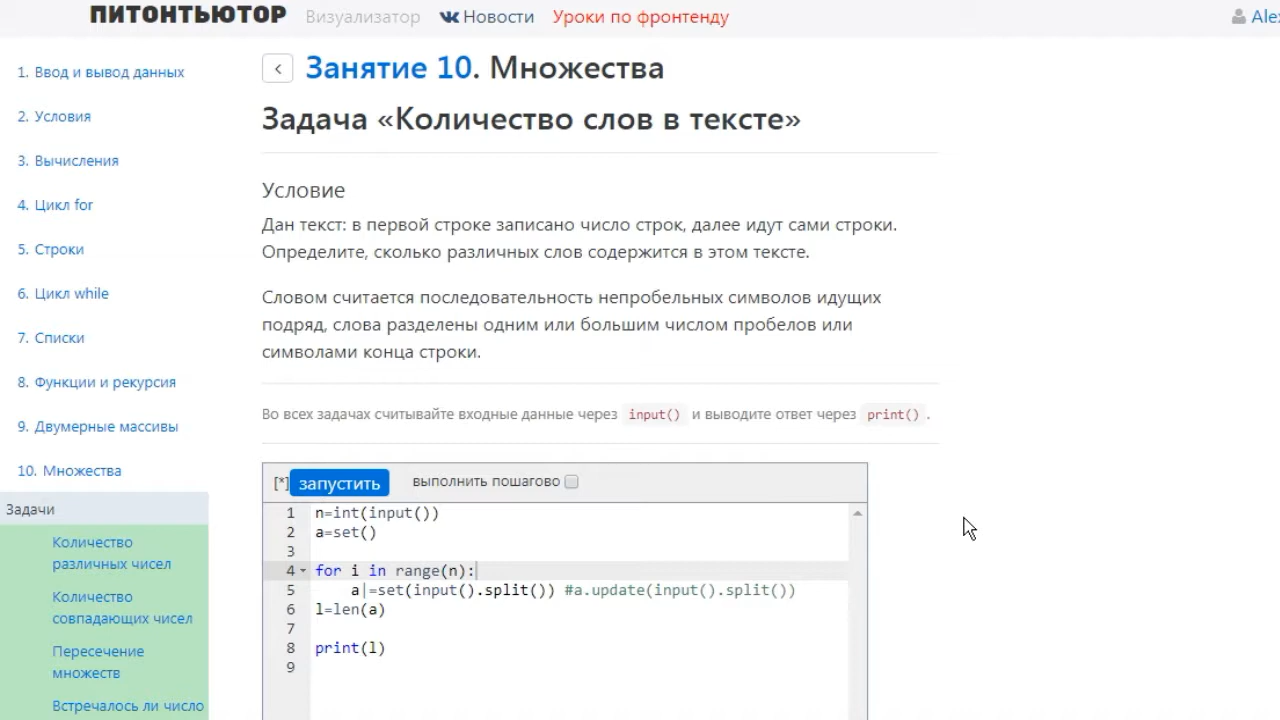 ПИТОНТЬЮТОР Визуализатор Новости Уроки по фронтенду Alex
1. Ввод и вывод данных
2. Условия
3. Вычисления
4. Цикл for
5. Строки
6. Цикл while
7. Списки
8. Функции и рекурсия
9. Двумерные массивы
10. Множества
Задачи
Количество
различных чисел
Количество
совпадающих чисел
Пересечение
множеств
Встречалось ли число
Занятие 10. Множества
Задача «Количество слов в тексте»
Условие
Дан текст: в первой строке записано число строк, далее идут сами строки.
Определите, сколько различных слов содержится в этом тексте.
Словом считается последовательность непробельных символов идущих
подряд, слова разделены одним или большим числом пробелов или
символами конца строки.
Во всех задачах считывайте входные данные через input() и выводите ответ через print() .
[*] запустить выполнить пошагово
1 n=int(input())
2 a=set()
3
4 for i in range(n):
5 a|=set(input().split()) #a.update(input().split())
6 l=len(a)
7
8 print(l)
9